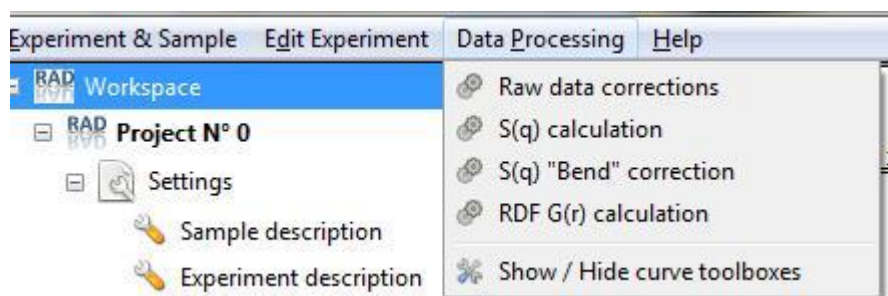 Experiment & Sample Edit Experiment Data Processing Help
RAD Workspace
RAD Project N° 0
Settings
Sample description
Experiment description
Raw data corrections
S(q) calculation
S(q) "Bend" correction
RDF G(r) calculation
Show / Hide curve toolboxes